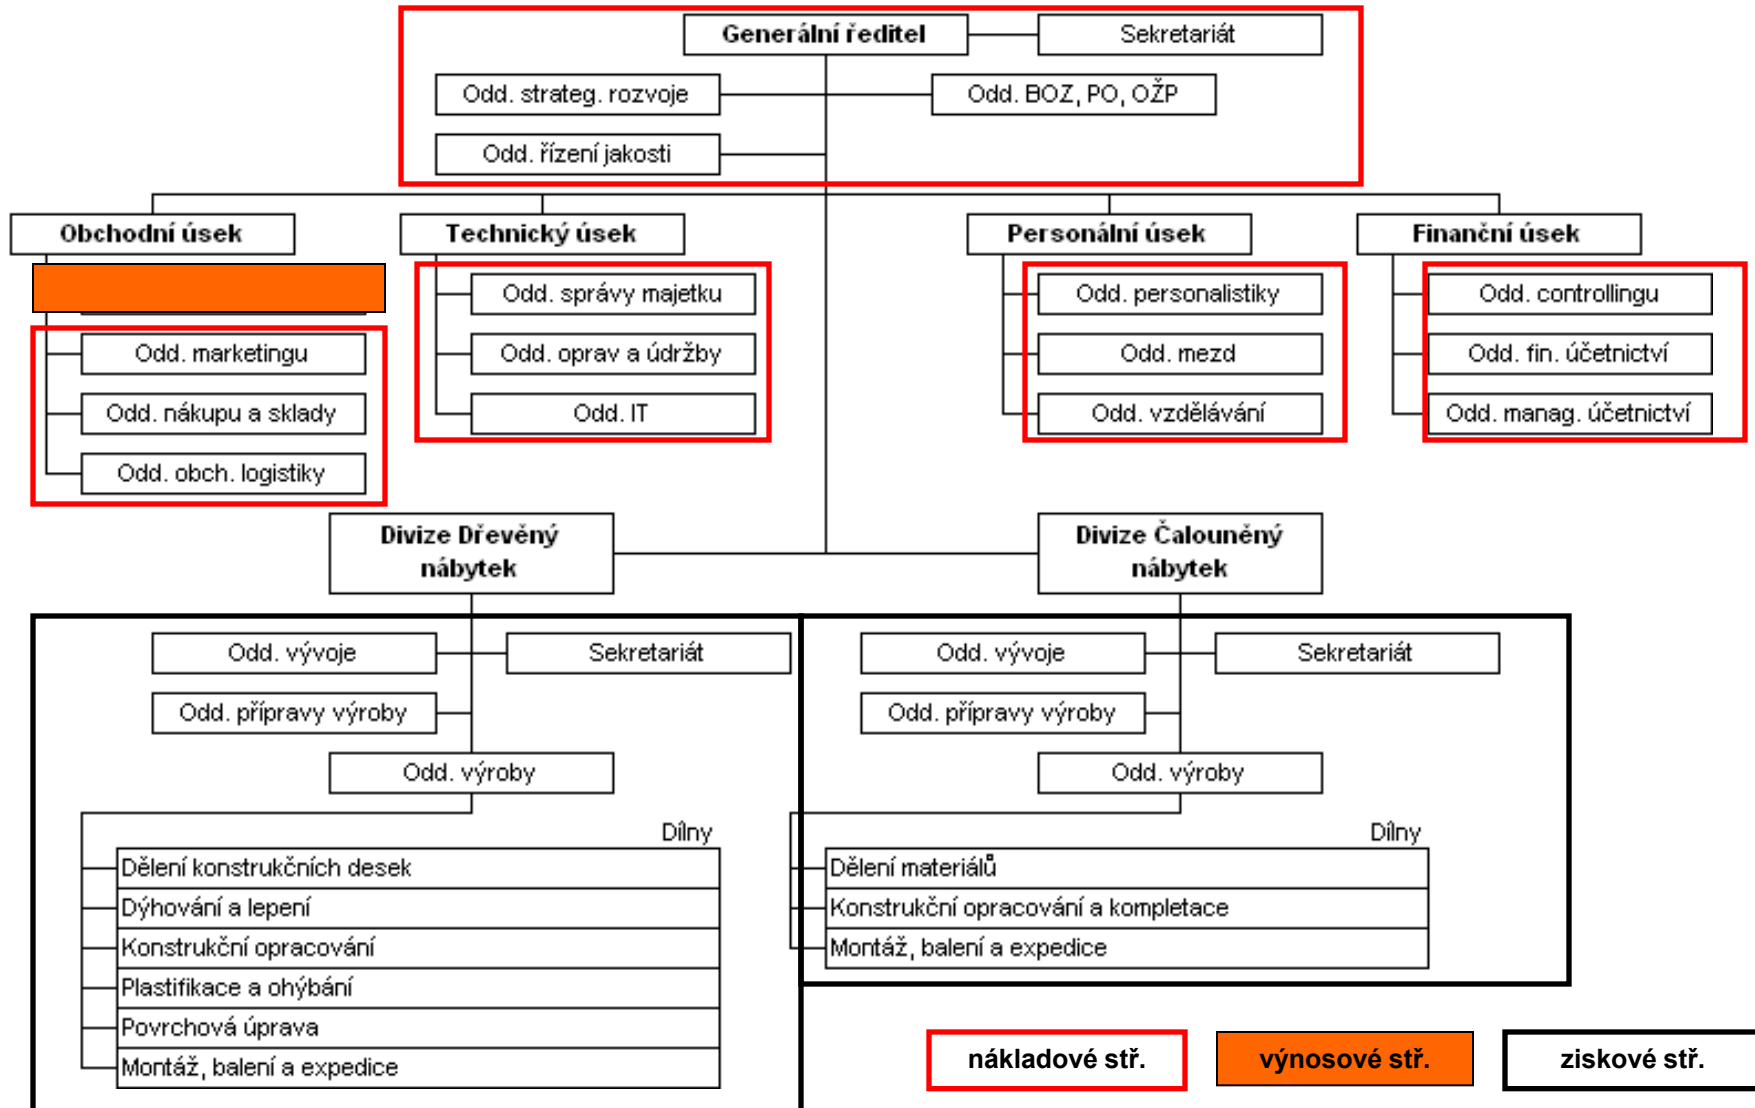 Generální ředitel
Sekretariát
Odd. strateg. rozvoje
Odd. BOZ, PO, OŽP
Odd. řízení jakosti
Obchodní úsek
Technický úsek
Personální úsek
Finanční úsek
Odd. správy majetku
Odd. personalistiky
Odd. controllingu
Odd. marketingu
Odd. oprav a údržby
Odd. mezd
Odd. fin. účetnictví
Odd. nákupu a sklady
Odd. IT
Odd. vzdělávání
Odd. manag. účetnictví
Odd. obch. logistiky
Divize Dřevěný
nábytek
Divize Čalouněný
nábytek
Odd. vývoje
Sekretariát
Odd. vývoje
Sekretariát
Odd. přípravy výroby
Odd. přípravy výroby
Odd. výroby
Odd. výroby
Dílny
Dělení konstrukčních desek
Dýhování a lepení
Konstrukční opracování
Plastifikace a ohýbání
Povrchová úprava
Montáž, balení a expedice
Dílny
Dělení materiálů
Konstrukční opracování a kompletace
Montáž, balení a expedice
nákladové stř.
výnosové stř.
ziskové stř.